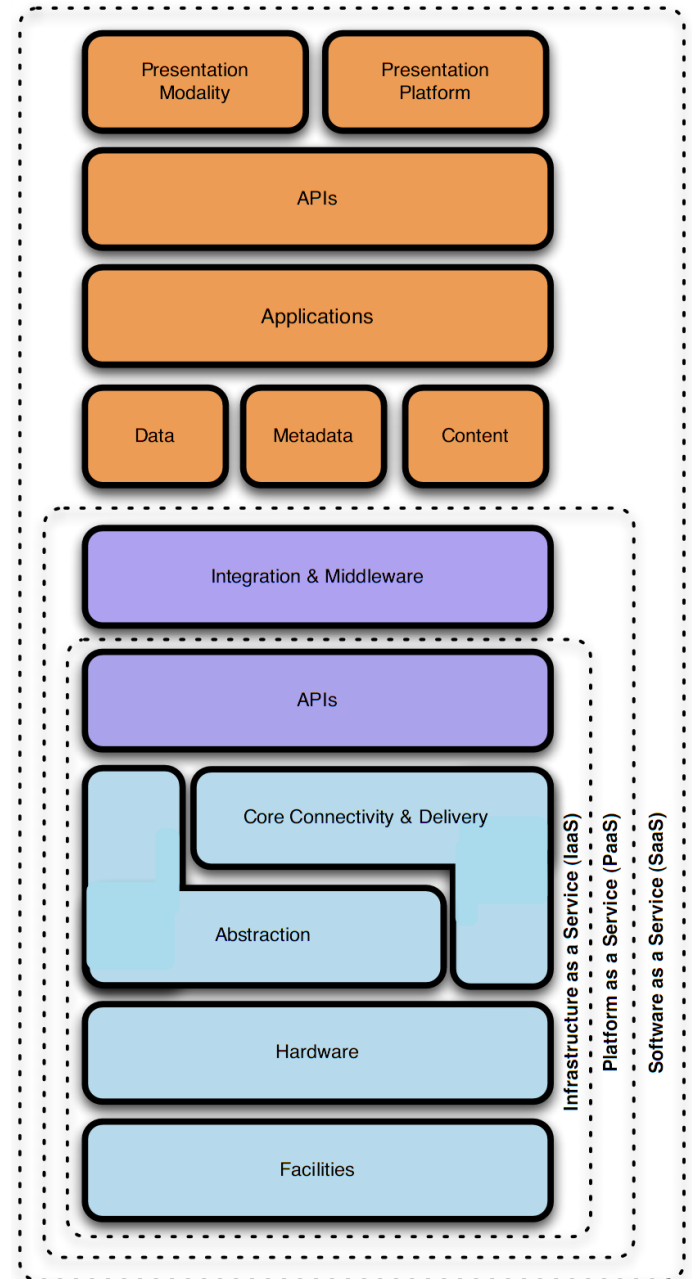 Presentation
Modality
Presentation
Platform
APIs
Applications
Data
Metadata
Content
Integration & Middleware
APIs
Core Connectivity & Delivery
Abstraction
Hardware
Facilities
Infrastructure as a Service (IaaS)
Platform as a Service (PaaS)
Software as a Service (SaaS)